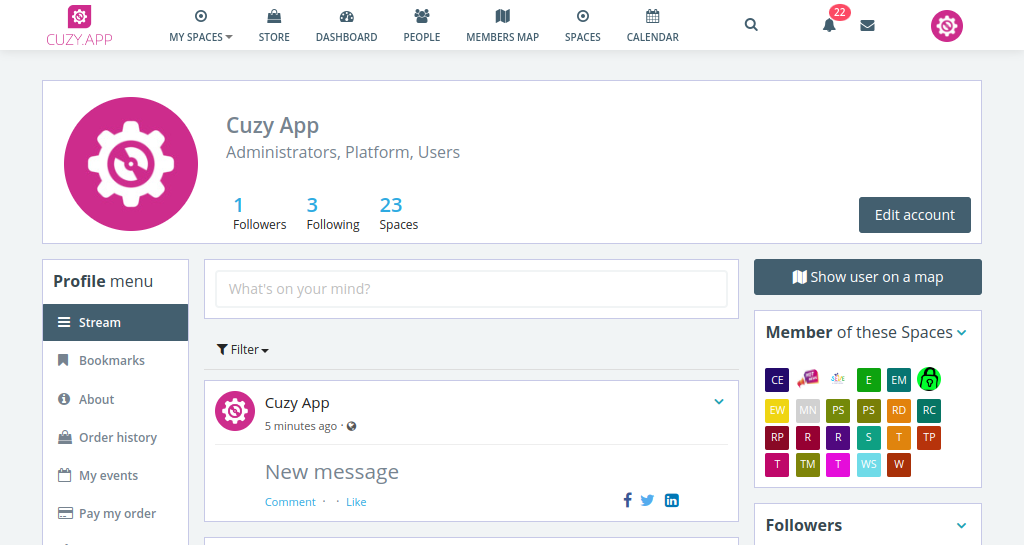 CUZY.APP
MY SPACES
STORE
DASHBOARD
PEOPLE
MEMBERS MAP
SPACES
CALENDAR
22
Cuzy App
Administrators, Platform, Users
1 3 23
Followers Following Spaces
Edit account
Profile menu
Stream
Bookmarks
About
Order history
My events
Pay my order
What's on your mind?
Filter
Cuzy App
5 minutes ago ·
New message
Comment · · Like
Show user on a map
Member of these Spaces
CE E EM
EW MN PS PS RD RC
RP R R S T TP
T TM T WS W
Followers